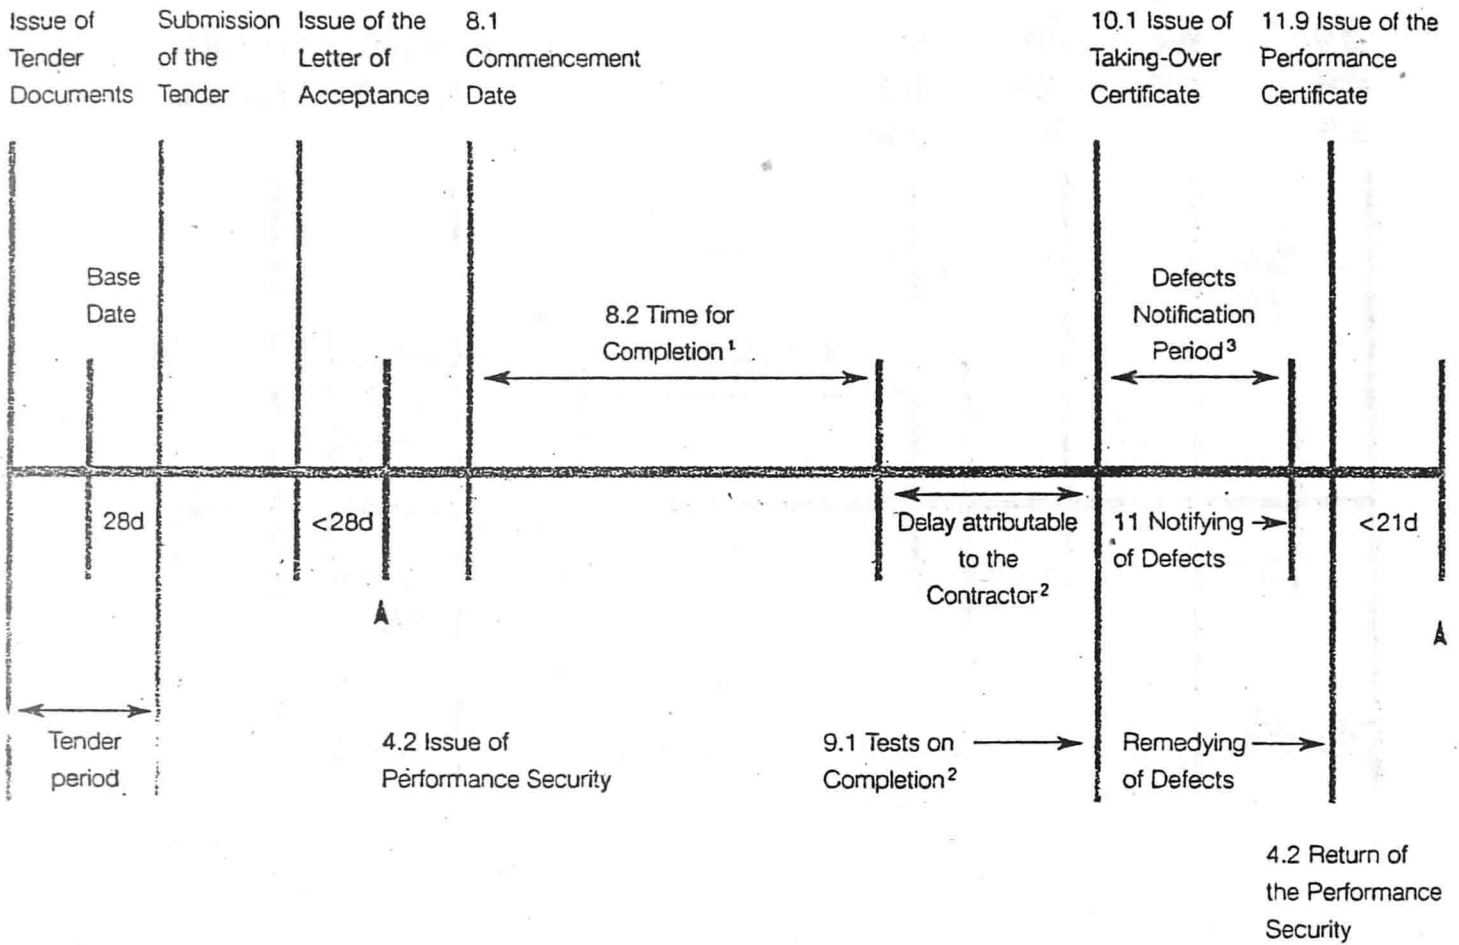 Issue of
Tender
Documents
Submission
of the
Tender
Issue of the
Letter of
Acceptance
8.1
Commencement
Date
10.1 Issue of
Taking-Over
Certificate
11.9 Issue of the
Performance
Certificate
Base
Date
8.2 Time for
Completion¹
Defects
Notification
Period³
28d
<28d
Delay attributable
to the
Contractor²
11 Notifying
of Defects
<21d
Tender
period
4.2 Issue of
Performance Security
9.1 Tests on
Completion²
Remedying
of Defects
4.2 Return of
the Performance
Security